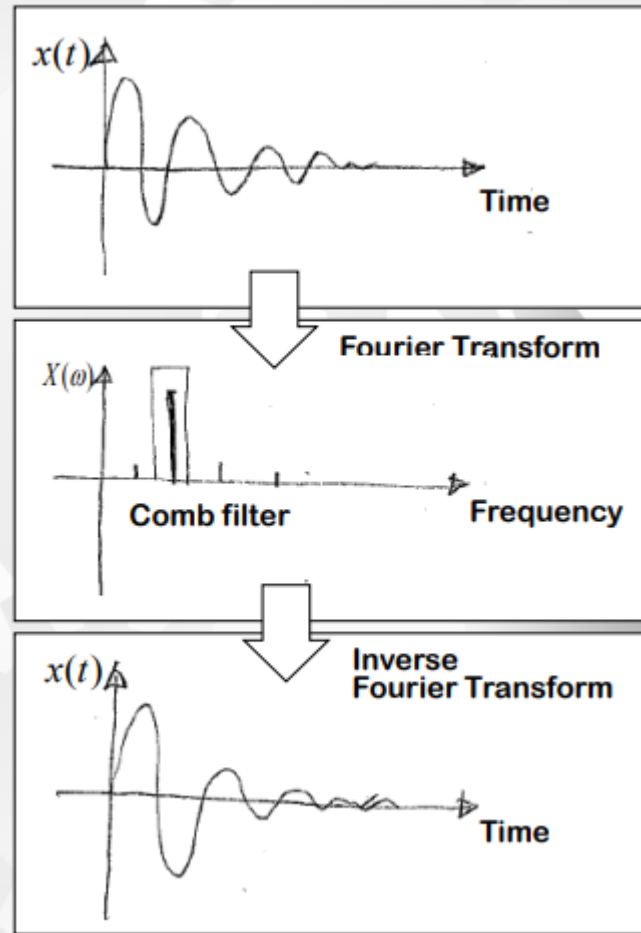 x(t)
Time
Fourier Transform
X(ω)
Comb filter
Frequency
Inverse
Fourier Transform
x(t)
Time